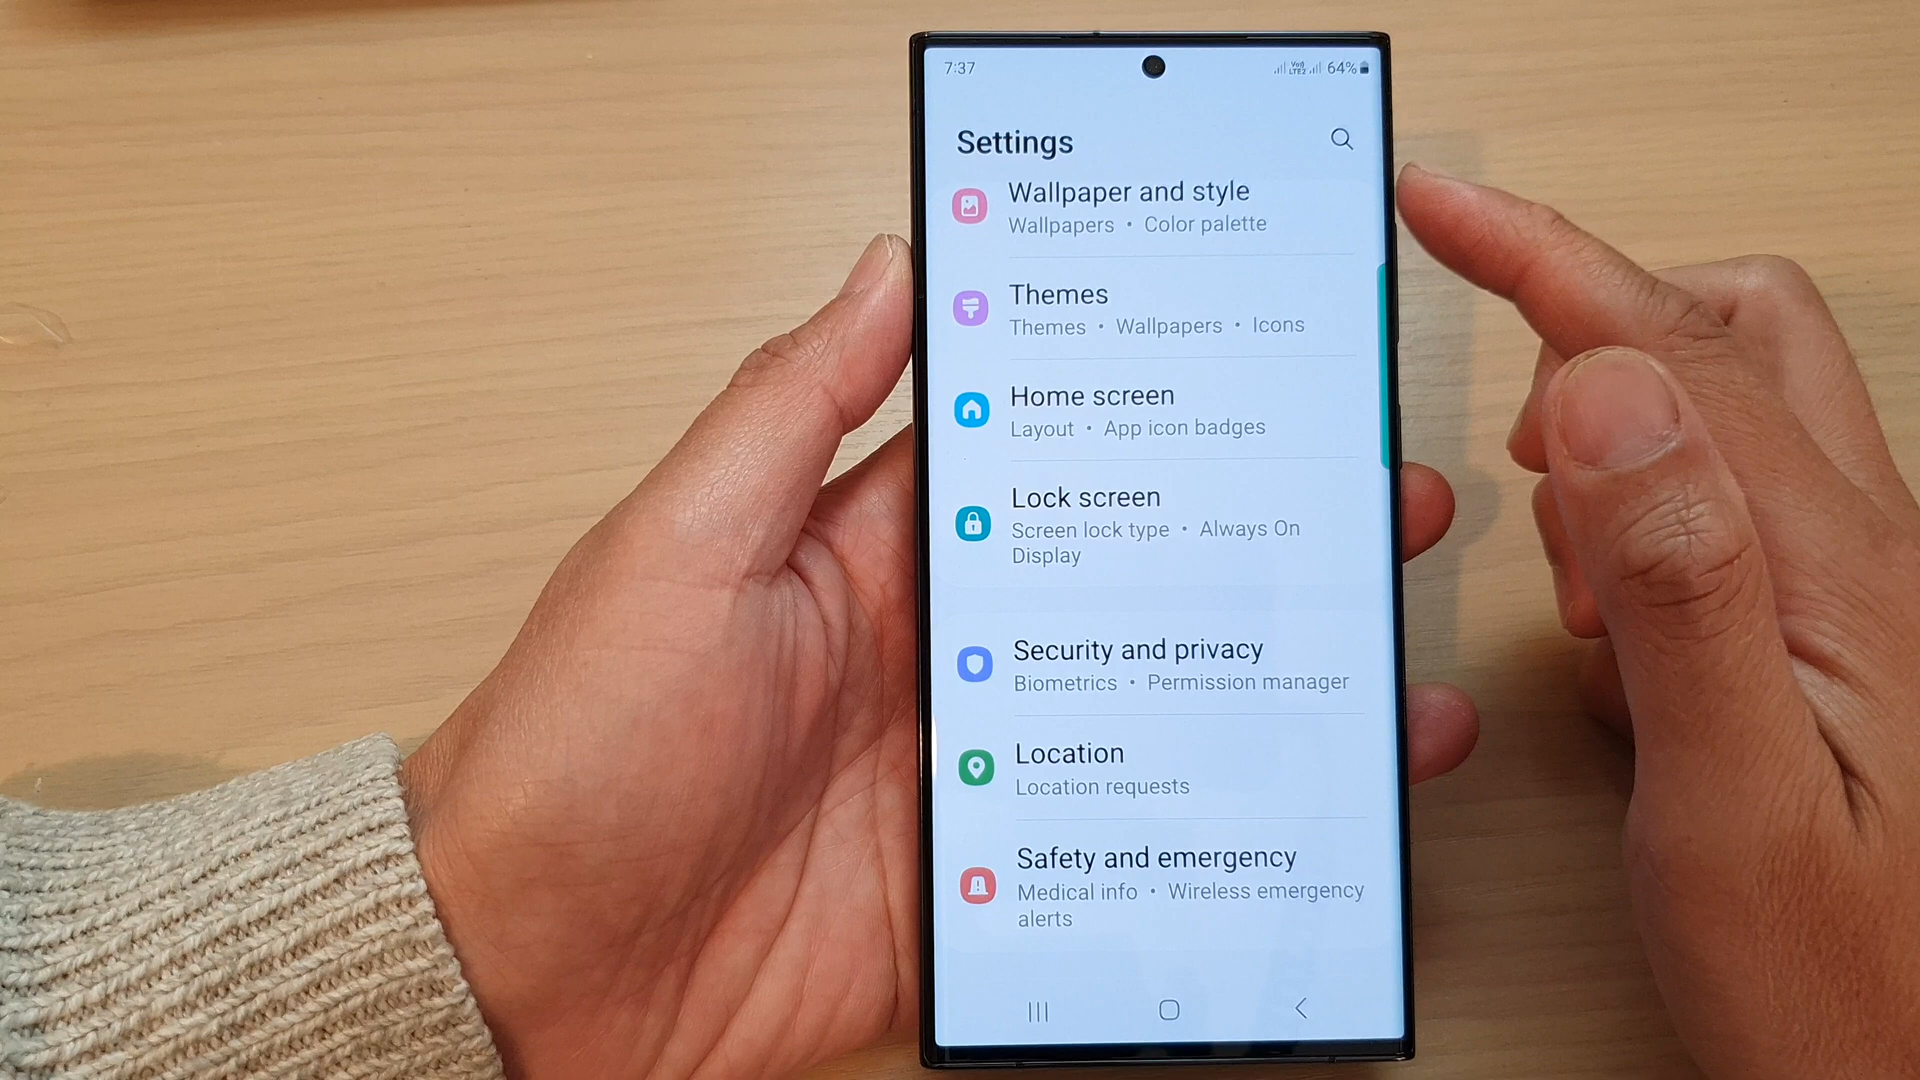 7:37
Vo))
LTE2
64%
Settings
Wallpaper and style
Wallpapers • Color palette
Themes
Themes • Wallpapers • Icons
Home screen
Layout • App icon badges
Lock screen
Screen lock type • Always On
Display
Security and privacy
Biometrics • Permission manager
Location
Location requests
Safety and emergency
Medical info • Wireless emergency
alerts